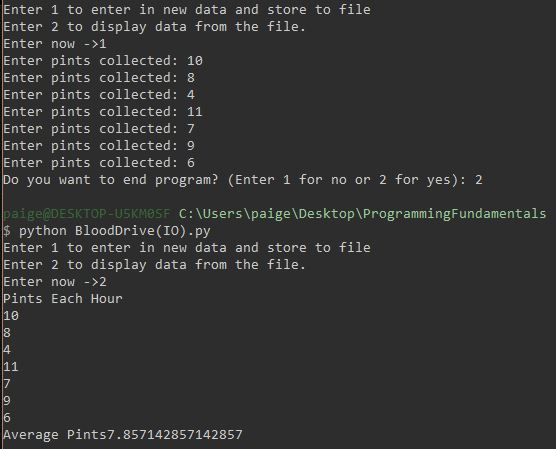 Enter 1 to enter in new data and store to file
Enter 2 to display data from the file.
Enter now ->1
Enter pints collected: 10
Enter pints collected: 8
Enter pints collected: 4
Enter pints collected: 11
Enter pints collected: 7
Enter pints collected: 9
Enter pints collected: 6
Do you want to end program? (Enter 1 for no or 2 for yes): 2
paige@DESKTOP-U5KM0SF C:\Users\paige\Desktop\ProgrammingFundamentals
$ python BloodDrive(IO).py
Enter 1 to enter in new data and store to file
Enter 2 to display data from the file.
Enter now ->2
Pints Each Hour
10
8
4
11
7
9
6
Average Pints7.857142857142857